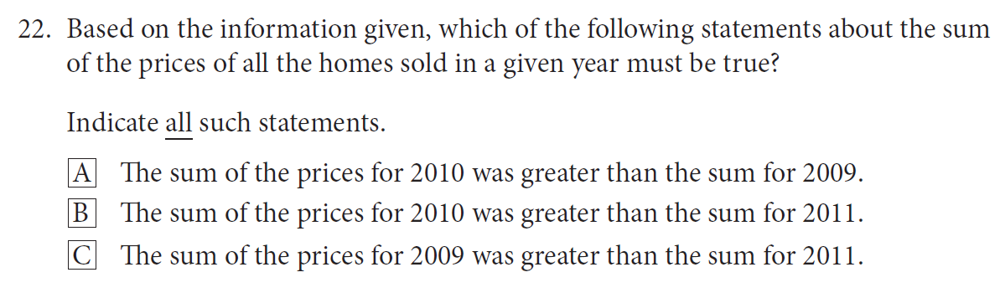 22. Based on the information given, which of the following statements about the sum
of the prices of all the homes sold in a given year must be true?
Indicate all such statements.
A The sum of the prices for 2010 was greater than the sum for 2009.
B The sum of the prices for 2010 was greater than the sum for 2011.
C The sum of the prices for 2009 was greater than the sum for 2011.